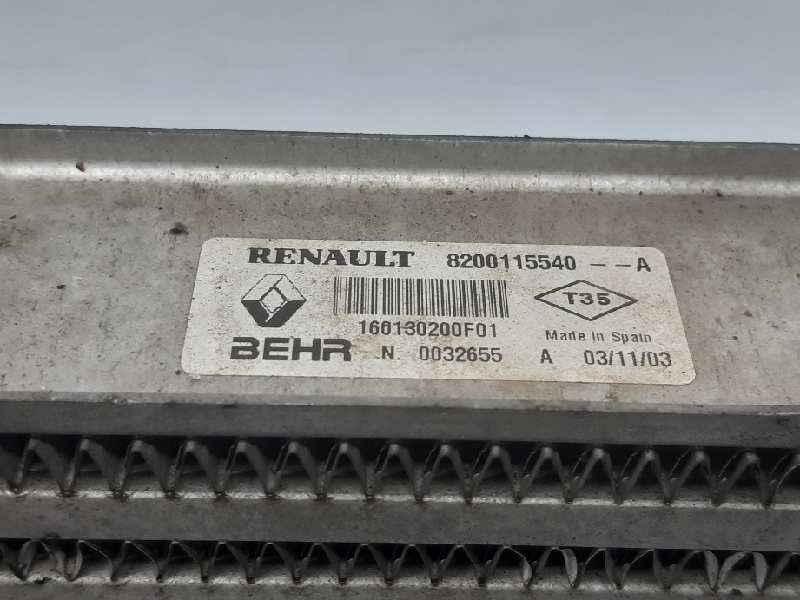 RENAULT 8200115540 --A
160130200F01
T35
Made in Spain
BEHR N. 0032655 A 03/11/03